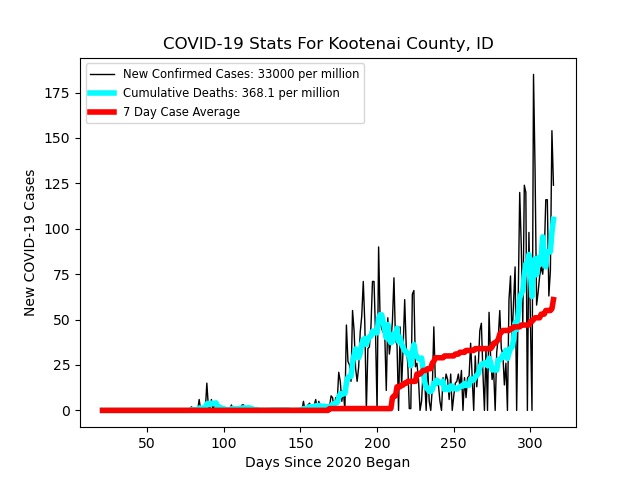 COVID-19 Stats For Kootenai County, ID
New Confirmed Cases: 33000 per million
Cumulative Deaths: 368.1 per million
7 Day Case Average
New COVID-19 Cases
175
150
125
100
75
50
25
0
50 100 150 200 250 300
Days Since 2020 Began